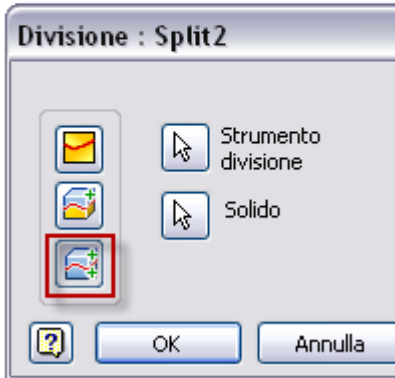 Divisione : Split2
Strumento
divisione
Solido
?
OK
Annulla